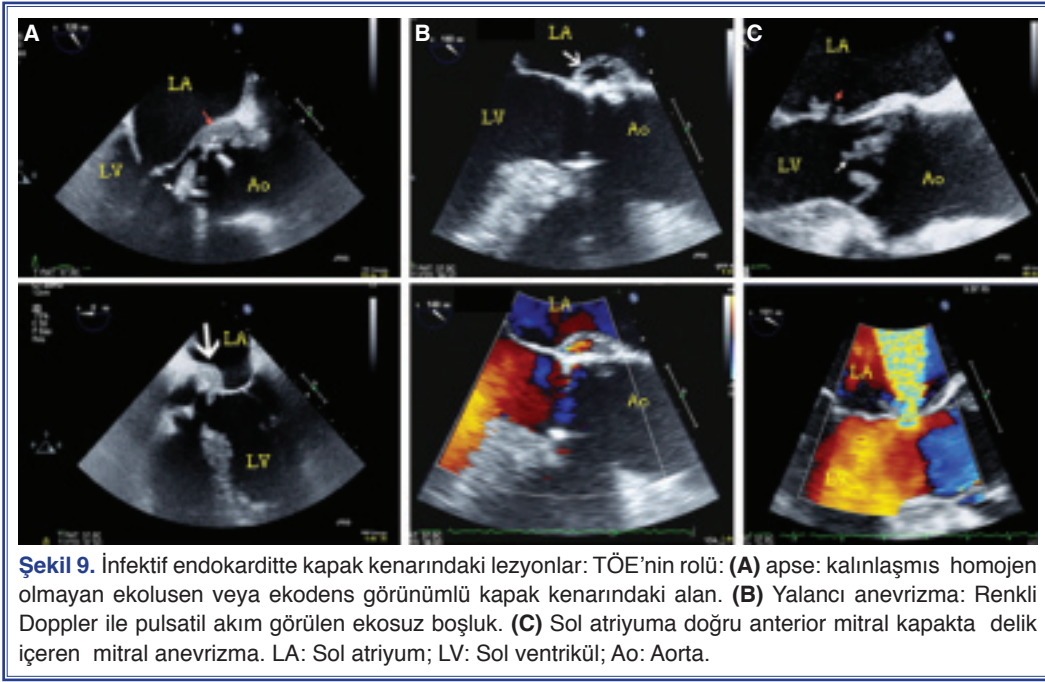 A
LA
LV
Ao
B
LA
LV
Ao
C
LA
LV
Ao
LA
LV
LA
Ao
LA
Şekil 9. İnfektif endokarditte kapak kenarındaki lezyonlar: TÖE’nin rolü: (A) apse: kalınlaşmıs homojen
olmayan ekolusen veya ekodens görünümlü kapak kenarındaki alan. (B) Yalancı anevrizma: Renkli
Doppler ile pulsatil akım görülen ekosuz boşluk. (C) Sol atriyuma doğru anterior mitral kapakta delik
içeren mitral anevrizma. LA: Sol atriyum; LV: Sol ventrikül; Ao: Aorta.